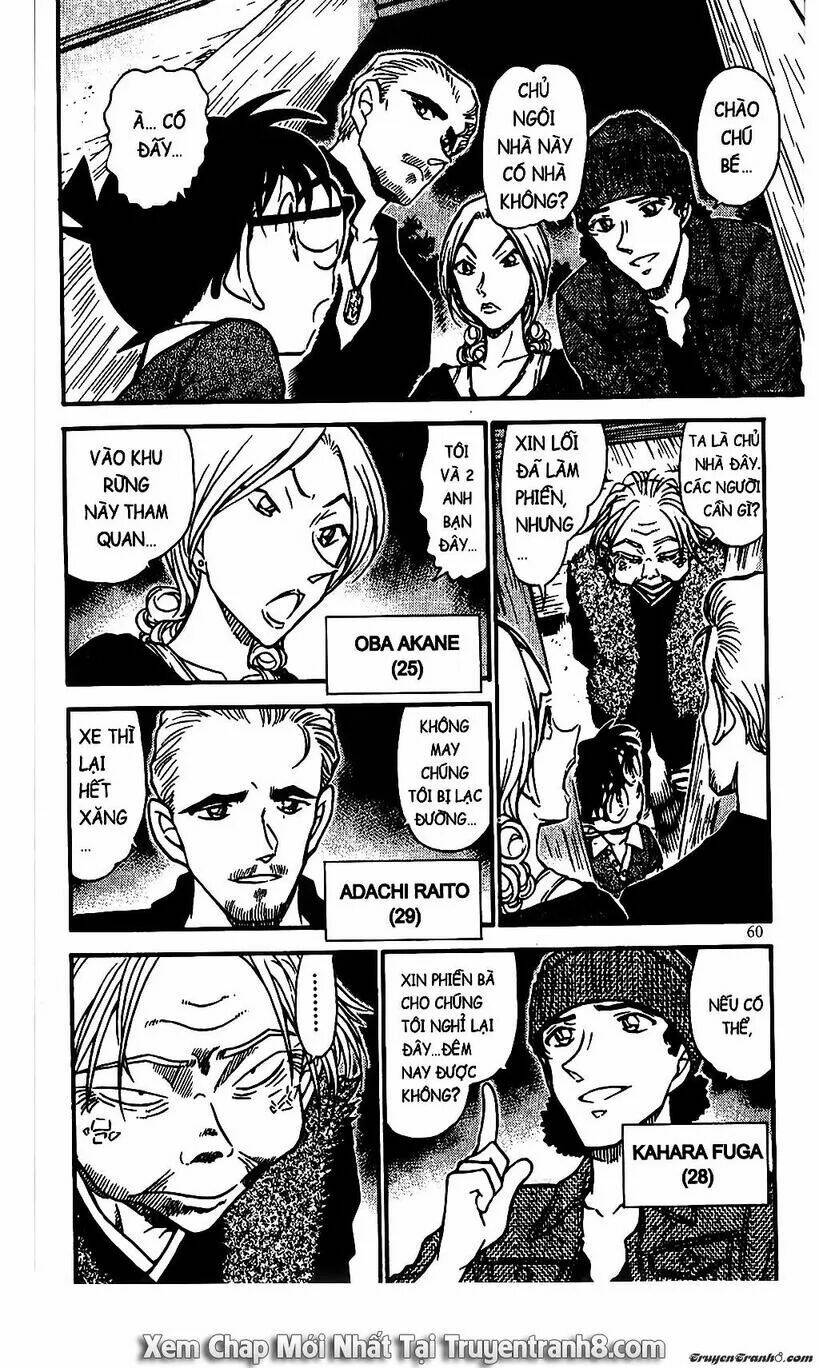 CHÀO
CHÚ
BÉ...
CHỦ
NGÔI
NHÀ NÀY
CÓ NHÀ
KHÔNG?
À... CÓ
ĐẤY...
TA LÀ CHỦ
NHÀ ĐÂY.
CÁC NGƯỜI
CẦN GÌ?
XIN LỖI
ĐÃ LÀM
PHIỀN,
NHƯNG
...
TÔI
VÀ 2
ANH
BẠN
ĐÂY...
VÀO KHU
RỪNG
NÀY THAM
QUAN...
OBA AKANE
(25)
KHÔNG
MAY
CHÚNG
TÔI BỊ LẠC
ĐƯỜNG...
XE THÌ
LẠI
HẾT
XĂNG
...
ADACHI RAITO
(29)
60
NẾU CÓ
THỂ,
XIN PHIỀN BÀ
CHO CHÚNG
TÔI NGHỈ LẠI
ĐÂY...ĐÊM
NAY ĐƯỢC
KHÔNG?
KAHARA FUGA
(28)
........
Xem Chap Mới Nhất Tại Truyentranh8.com
TruyenTranh8.com